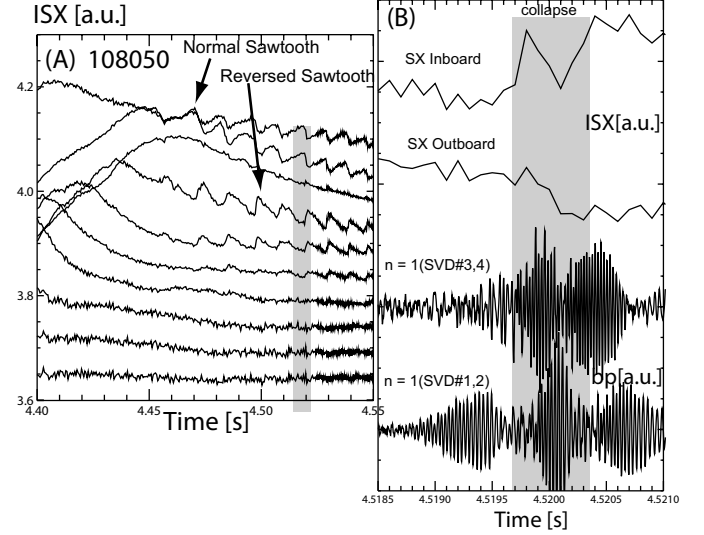 ISX [a.u.]
(A) 108050
Normal Sawtooth
Reversed Sawtooth
4.2
4.0
3.8
3.6
4.40
4.45
4.50
4.55
Time [s]
(B)
collapse
SX Inboard
ISX[a.u.]
SX Outboard
n = 1(SVD#3,4)
n = 1(SVD#1,2)
bp[a.u.]
4.5185
4.5190
4.5195
4.5200
4.5205
4.5210
Time [s]